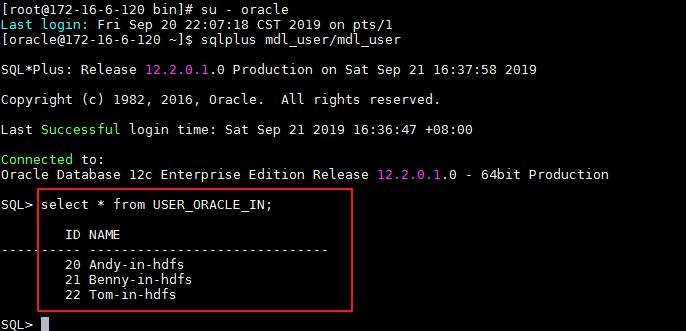 [root@172-16-6-120 bin]# su - oracle
Last login: Fri Sep 20 22:07:18 CST 2019 on pts/1
[oracle@172-16-6-120 ~]$ sqlplus mdl_user/mdl_user
SQL*Plus: Release 12.2.0.1.0 Production on Sat Sep 21 16:37:58 2019
Copyright (c) 1982, 2016, Oracle.  All rights reserved.
Last Successful login time: Sat Sep 21 2019 16:36:47 +08:00
Connected to:
Oracle Database 12c Enterprise Edition Release 12.2.0.1.0 - 64bit Production
SQL> select * from USER_ORACLE_IN;
        ID NAME
---------- ------------------------------
        20 Andy-in-hdfs
        21 Benny-in-hdfs
        22 Tom-in-hdfs
SQL>